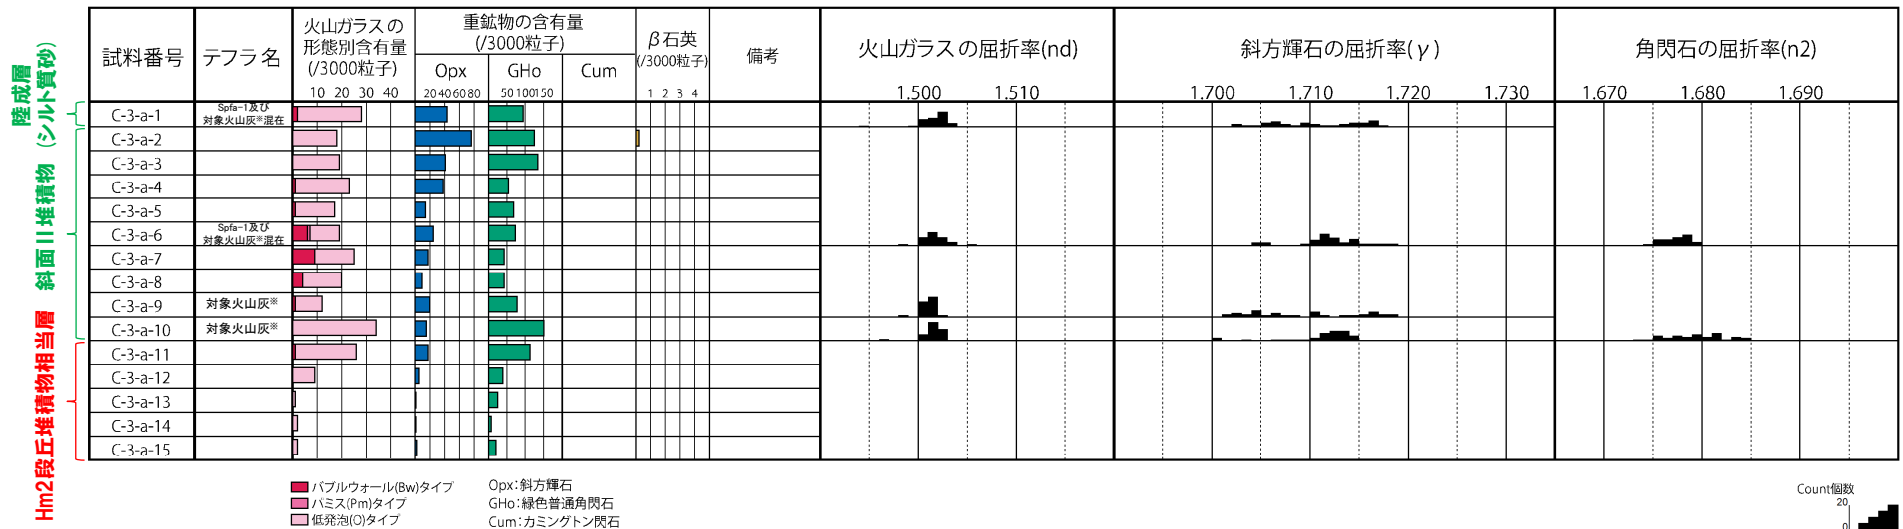 陸成層
(シルト質砂)
斜面II堆積物
Hm2段丘堆積物相当層
試料番号
テフラ名
火山ガラスの
形態別含有量
(/3000粒子)
10 20 30 40
重鉱物の含有量
(/3000粒子)
Opx
20 40 60 80
GHo
50 100 150
Cum
β石英
(/3000粒子)
1 2 3 4
備考
火山ガラスの屈折率(nd)
1.500 1.510
斜方輝石の屈折率(γ)
1.700 1.710 1.720 1.730
角閃石の屈折率(n2)
1.670 1.680 1.690
C-3-a-1
Spfa-1及び
対象火山灰※混在
C-3-a-2
C-3-a-3
C-3-a-4
C-3-a-5
C-3-a-6
Spfa-1及び
対象火山灰※混在
C-3-a-7
C-3-a-8
C-3-a-9 対象火山灰※
C-3-a-10 対象火山灰※
C-3-a-11
C-3-a-12
C-3-a-13
C-3-a-14
C-3-a-15
バブルウォール(Bw)タイプ
パミス(Pm)タイプ
低発泡(O)タイプ
Opx:斜方輝石
GHo:緑色普通角閃石
Cum:カミングトン閃石
Count個数
20
0